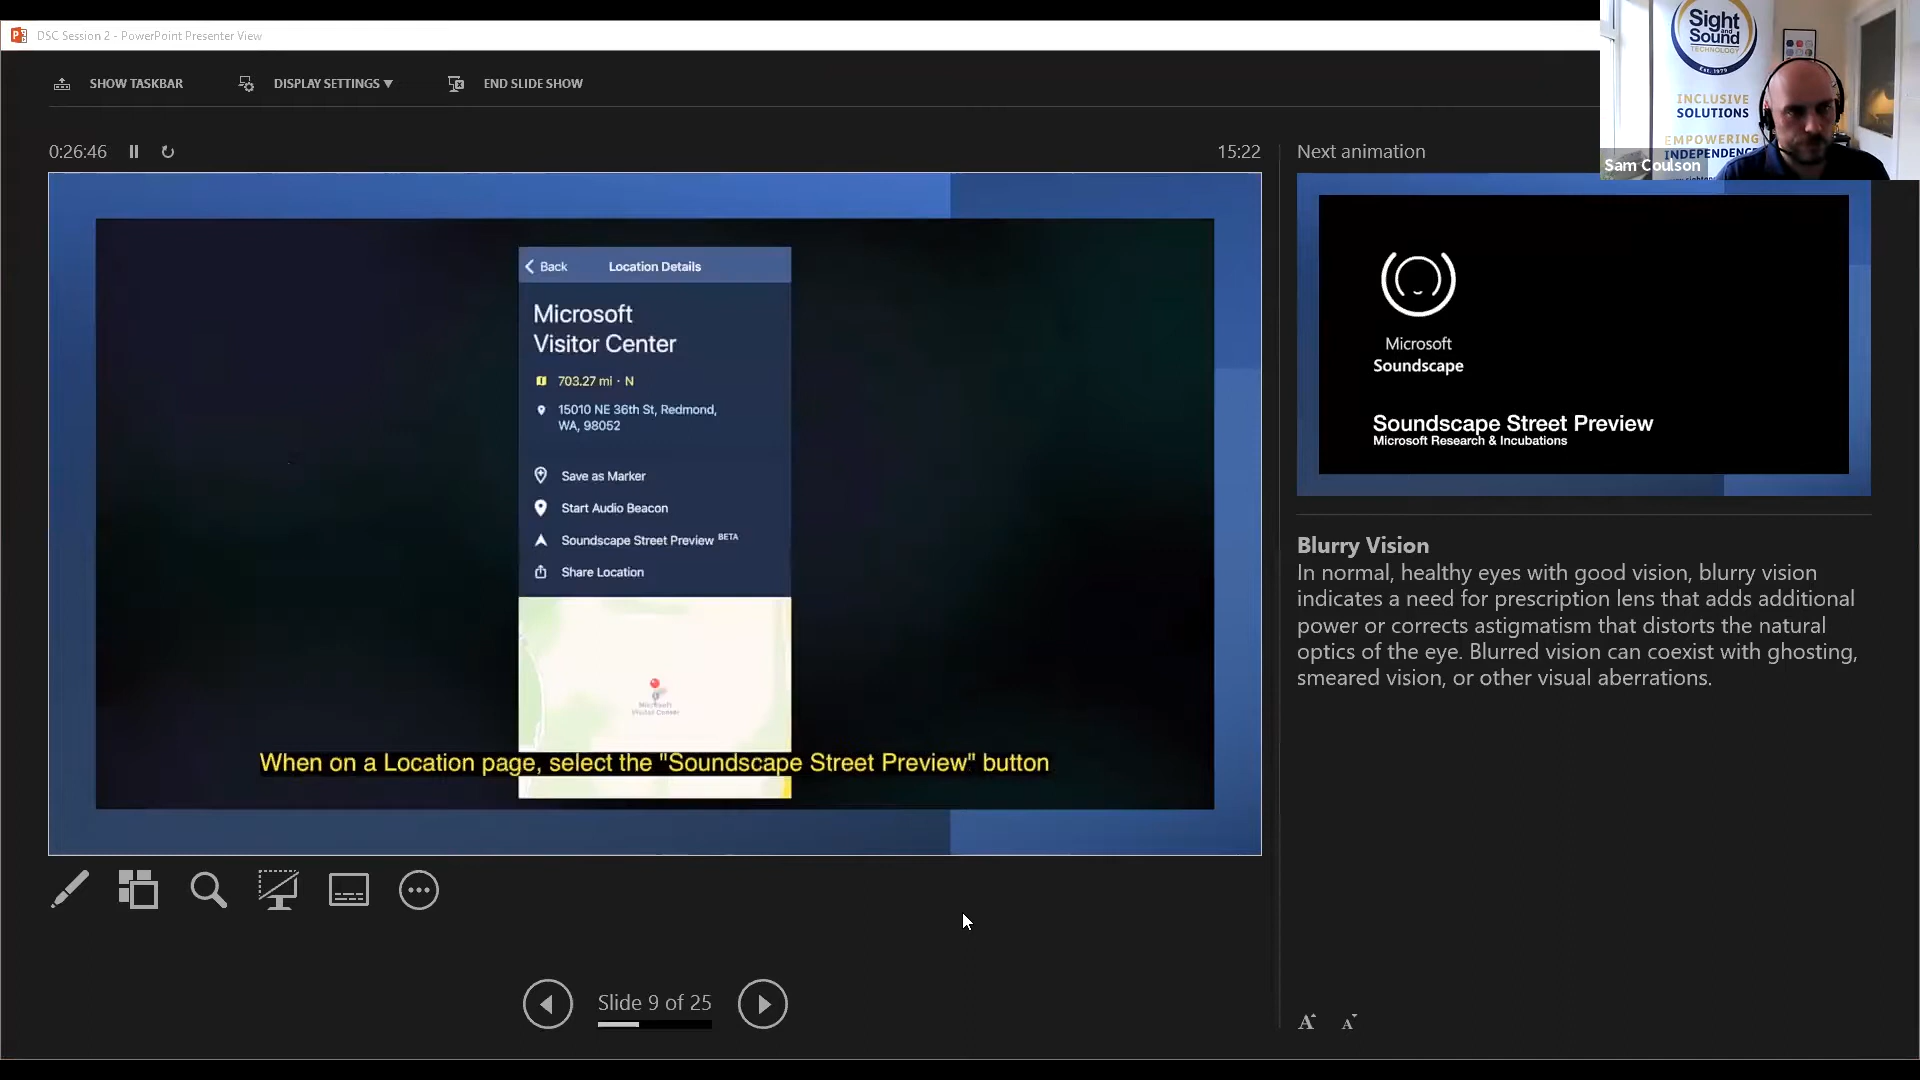 DSC Session 2 - PowerPoint Presenter View
SHOW TASKBAR
DISPLAY SETTINGS ▾
END SLIDE SHOW
0:26:46
15:22
Back
Location Details
Microsoft
Visitor Center
703.27 mi · N
15010 NE 36th St, Redmond,
WA, 98052
Save as Marker
Start Audio Beacon
Soundscape Street Preview BETA
Share Location
Microsoft
Visitor Center
When on a Location page, select the "Soundscape Street Preview" button
Slide 9 of 25
Next animation
Microsoft
Soundscape
Soundscape Street Preview
Microsoft Research & Incubations
Blurry Vision
In normal, healthy eyes with good vision, blurry vision
indicates a need for prescription lens that adds additional
power or corrects astigmatism that distorts the natural
optics of the eye. Blurred vision can coexist with ghosting,
smeared vision, or other visual aberrations.
A A
Sight
and
Sound
TECHNOLOGY
Est. 1979
INCLUSIVE
SOLUTIONS
EMPOWERING
INDEPENDENCE
Sam Coulson